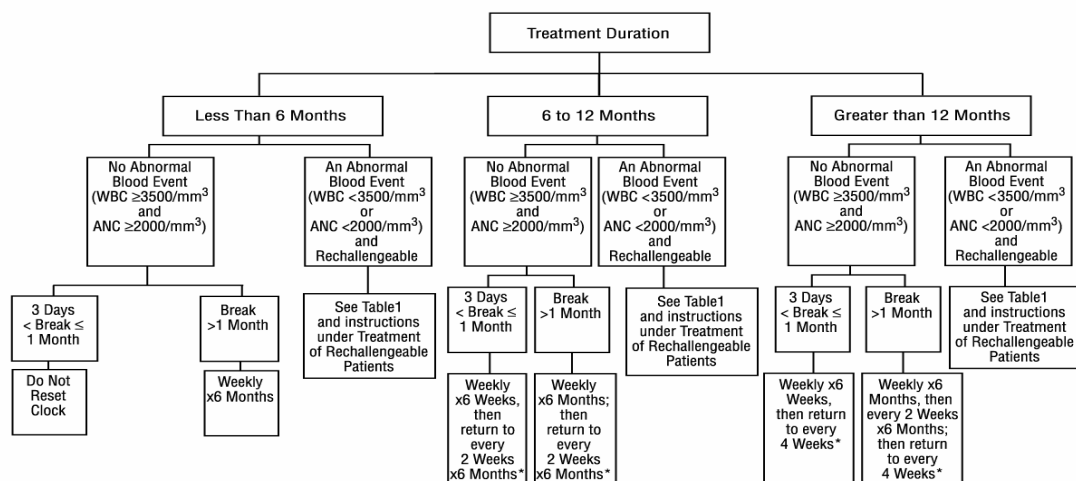 Treatment Duration
Less Than 6 Months
6 to 12 Months
Greater than 12 Months
No Abnormal
Blood Event
(WBC ≥3500/mm³
and
ANC ≥2000/mm³)
An Abnormal
Blood Event
(WBC <3500/mm³
or
ANC <2000/mm³)
and
Rechallengeable
No Abnormal
Blood Event
(WBC ≥3500/mm³
and
ANC ≥2000/mm³)
An Abnormal
Blood Event
(WBC <3500/mm³
or
ANC <2000/mm³)
and
Rechallengeable
No Abnormal
Blood Event
(WBC ≥3500/mm³
and
ANC ≥2000/mm³)
An Abnormal
Blood Event
(WBC <3500/mm³
or
ANC <2000/mm³)
and
Rechallengeable
3 Days
< Break ≤
1 Month
Break
>1 Month
See Table1
and instructions
under Treatment
of Rechallengeable
Patients
3 Days
< Break ≤
1 Month
Break
>1 Month
See Table1
and instructions
under Treatment
of Rechallengeable
Patients
3 Days
< Break ≤
1 Month
Break
>1 Month
See Table1
and instructions
under Treatment
of Rechallengeable
Patients
Do Not
Reset
Clock
Weekly
x6 Months
Weekly
x6 Weeks,
then
return to
every
2 Weeks
x6 Months*
Weekly
x6 Months;
then
return to
every
2 Weeks
x6 Months*
Weekly x6
Weeks,
then return
to every
4 Weeks*
Weekly x6
Months, then
every 2 Weeks
x6 Months;
then return
to every
4 Weeks*